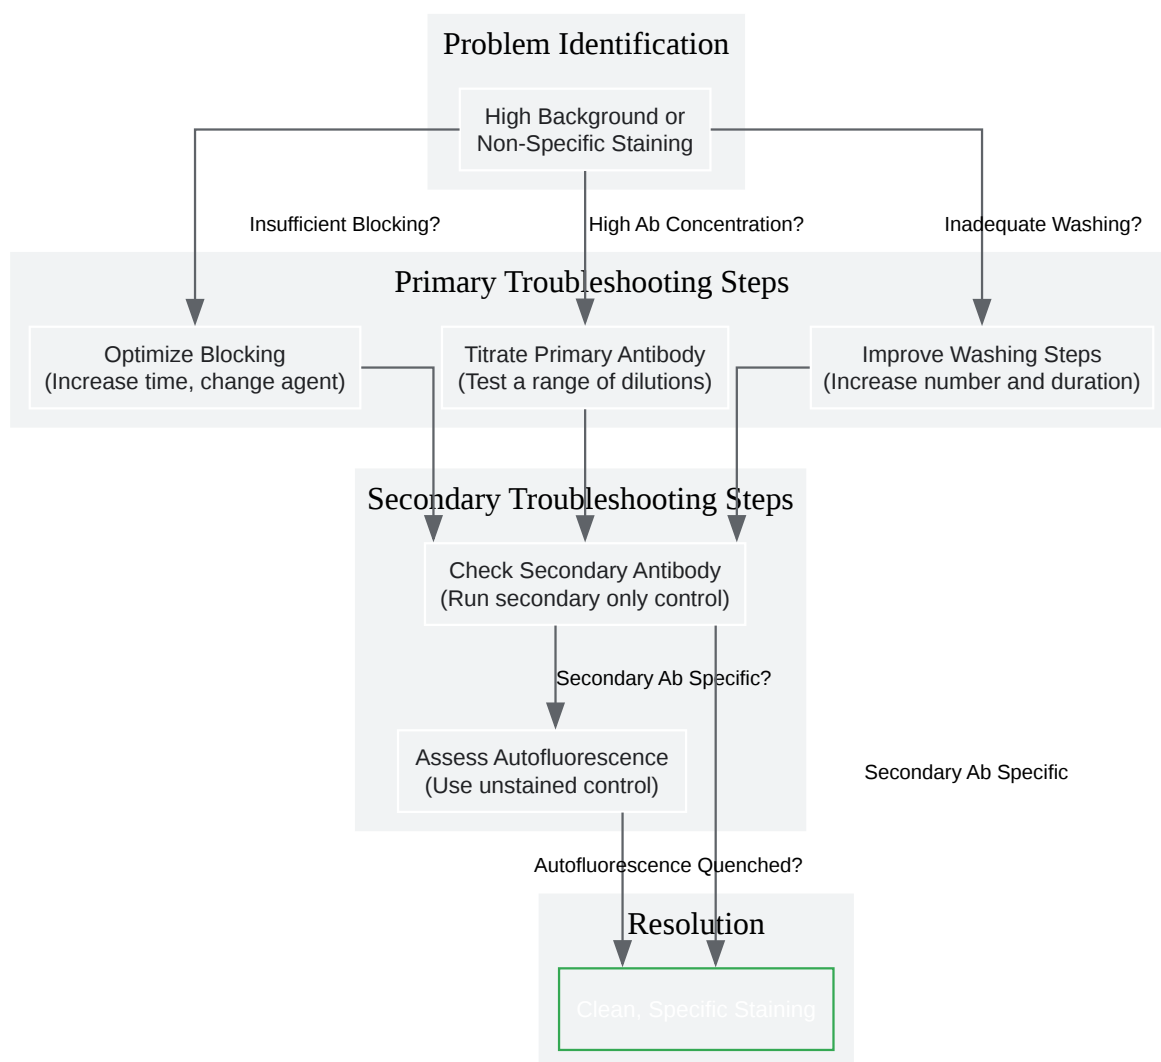 Problem Identification
High Background or
Non-Specific Staining
Insufficient Blocking?
High Ab Concentration?
Inadequate Washing?
Primary Troubleshooting Steps
Optimize Blocking
(Increase time, change agent)
Titrate Primary Antibody
(Test a range of dilutions)
Improve Washing Steps
(Increase number and duration)
Secondary Troubleshooting Steps
Check Secondary Antibody
(Run secondary only control)
Secondary Ab Specific?
Assess Autofluorescence
(Use unstained control)
Secondary Ab Specific
Autofluorescence Quenched?
Resolution
Clean, Specific Staining